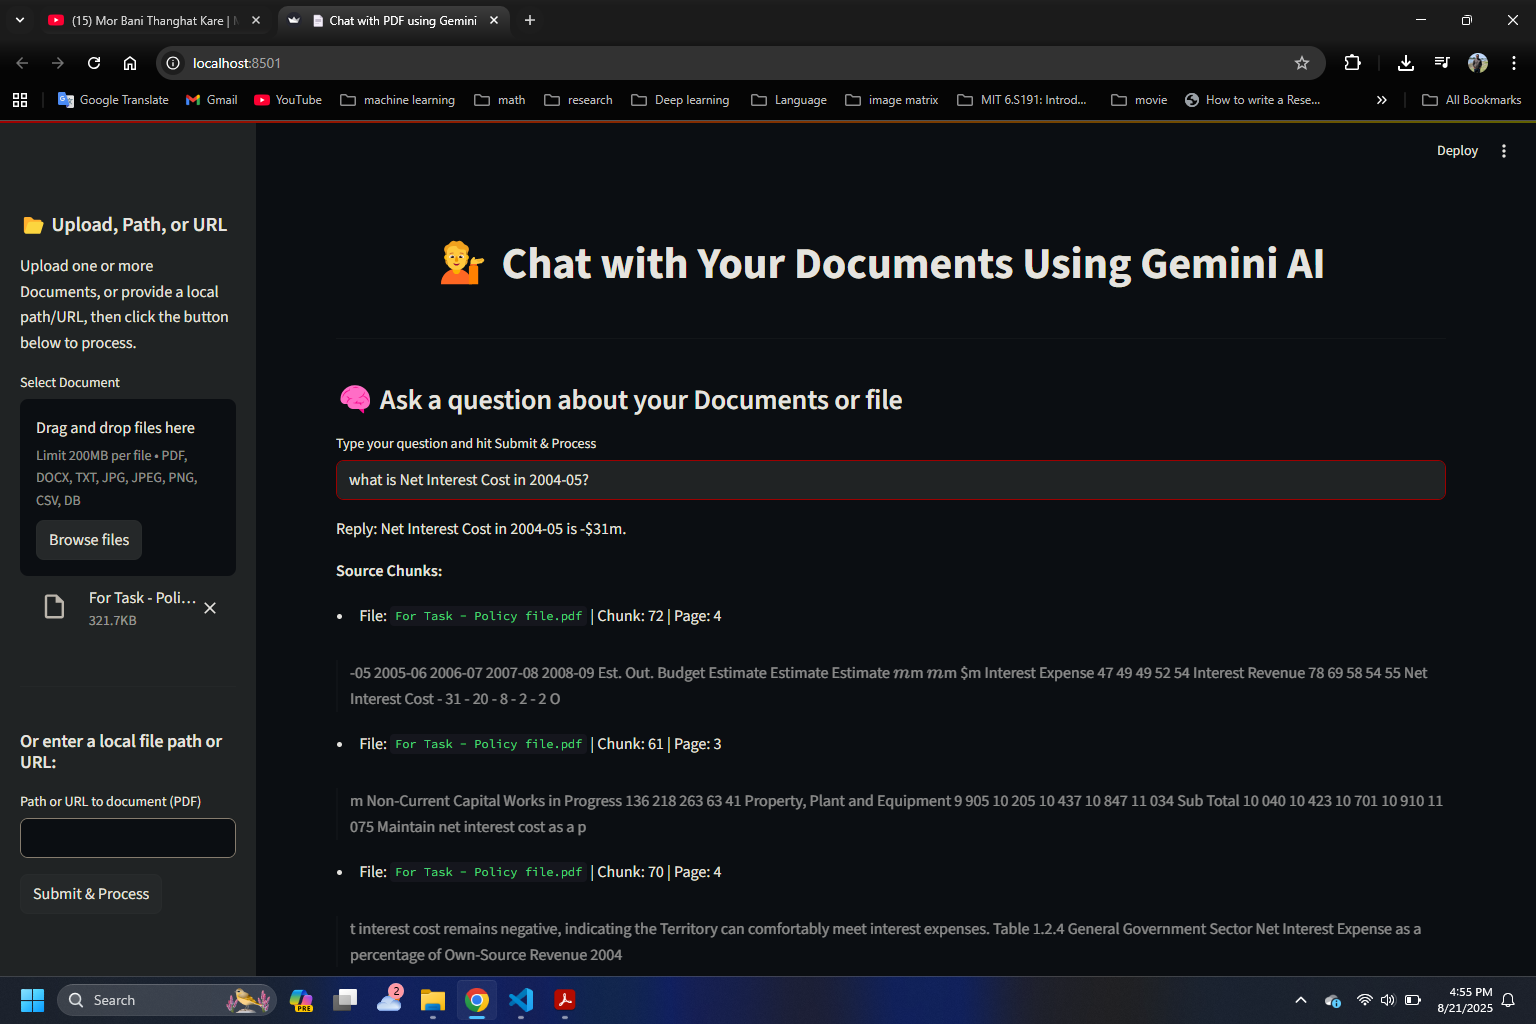 (15) Mor Bani Thanghat Kare |
Chat with PDF using Gemini
localhost:8501
Google Translate
Gmail
YouTube
machine learning
math
research
Deep learning
Language
image matrix
MIT 6.S191: Introd...
movie
How to write a Rese...
All Bookmarks
Deploy
Upload, Path, or URL
Upload one or more
Documents, or provide a local
path/URL, then click the button
below to process.
Select Document
Drag and drop files here
Limit 200MB per file • PDF,
DOCX, TXT, JPG, JPEG, PNG,
CSV, DB
Browse files
For Task - Poli...
321.7KB
Or enter a local file path or
URL:
Path or URL to document (PDF)
Submit & Process
Chat with Your Documents Using Gemini AI
Ask a question about your Documents or file
Type your question and hit Submit & Process
what is Net Interest Cost in 2004-05?
Reply: Net Interest Cost in 2004-05 is -$31m.
Source Chunks:
• File: For Task - Policy file.pdf | Chunk: 72 | Page: 4
-05 2005-06 2006-07 2007-08 2008-09 Est. Out. Budget Estimate Estimate Estimate mm mm $m Interest Expense 47 49 49 52 54 Interest Revenue 78 69 58 54 55 Net
Interest Cost - 31 - 20 - 8 - 2 - 2 O
• File: For Task - Policy file.pdf | Chunk: 61 | Page: 3
m Non-Current Capital Works in Progress 136 218 263 63 41 Property, Plant and Equipment 9 905 10 205 10 437 10 847 11 034 Sub Total 10 040 10 423 10 701 10 910 11
075 Maintain net interest cost as a p
• File: For Task - Policy file.pdf | Chunk: 70 | Page: 4
t interest cost remains negative, indicating the Territory can comfortably meet interest expenses. Table 1.2.4 General Government Sector Net Interest Expense as a
percentage of Own-Source Revenue 2004
Search
PRE
2
4:55 PM
8/21/2025